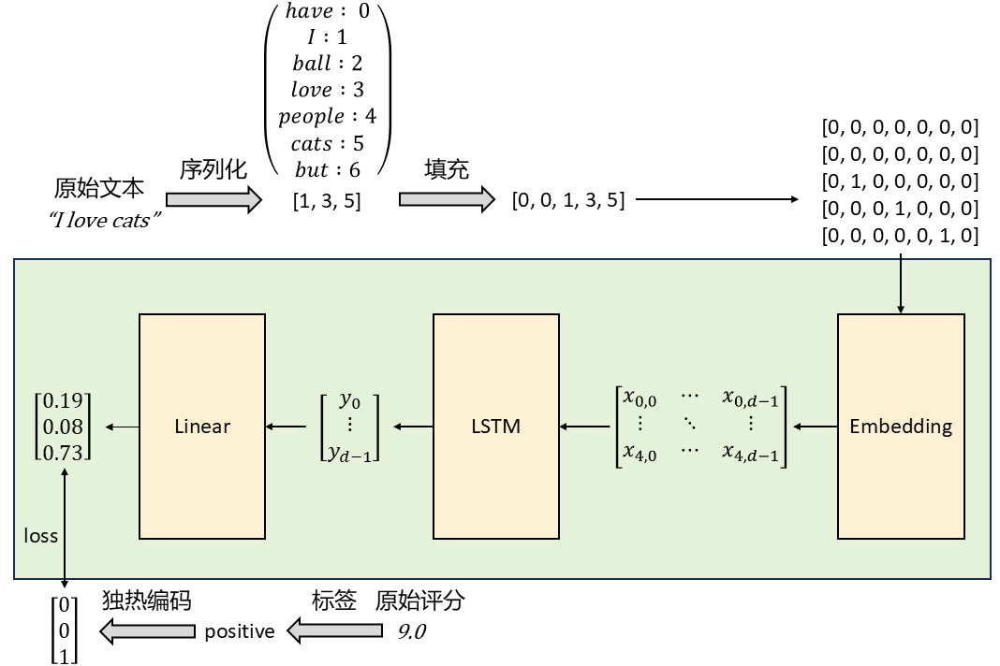 have : 0
I : 1
ball : 2
love : 3
people : 4
cats : 5
but : 6
原始文本
“I love cats”
序列化
[1, 3, 5]
填充
[0, 0, 1, 3, 5]
[0, 0, 0, 0, 0, 0, 0]
[0, 0, 0, 0, 0, 0, 0]
[0, 1, 0, 0, 0, 0, 0]
[0, 0, 0, 1, 0, 0, 0]
[0, 0, 0, 0, 0, 1, 0]
Embedding
x0,0 ⋯ x0,d−1
⋮ ⋱ ⋮
x4,0 ⋯ x4,d−1
LSTM
y0
⋮
yd−1
Linear
0.19
0.08
0.73
loss
原始评分
9.0
标签
positive
独热编码
0
0
1